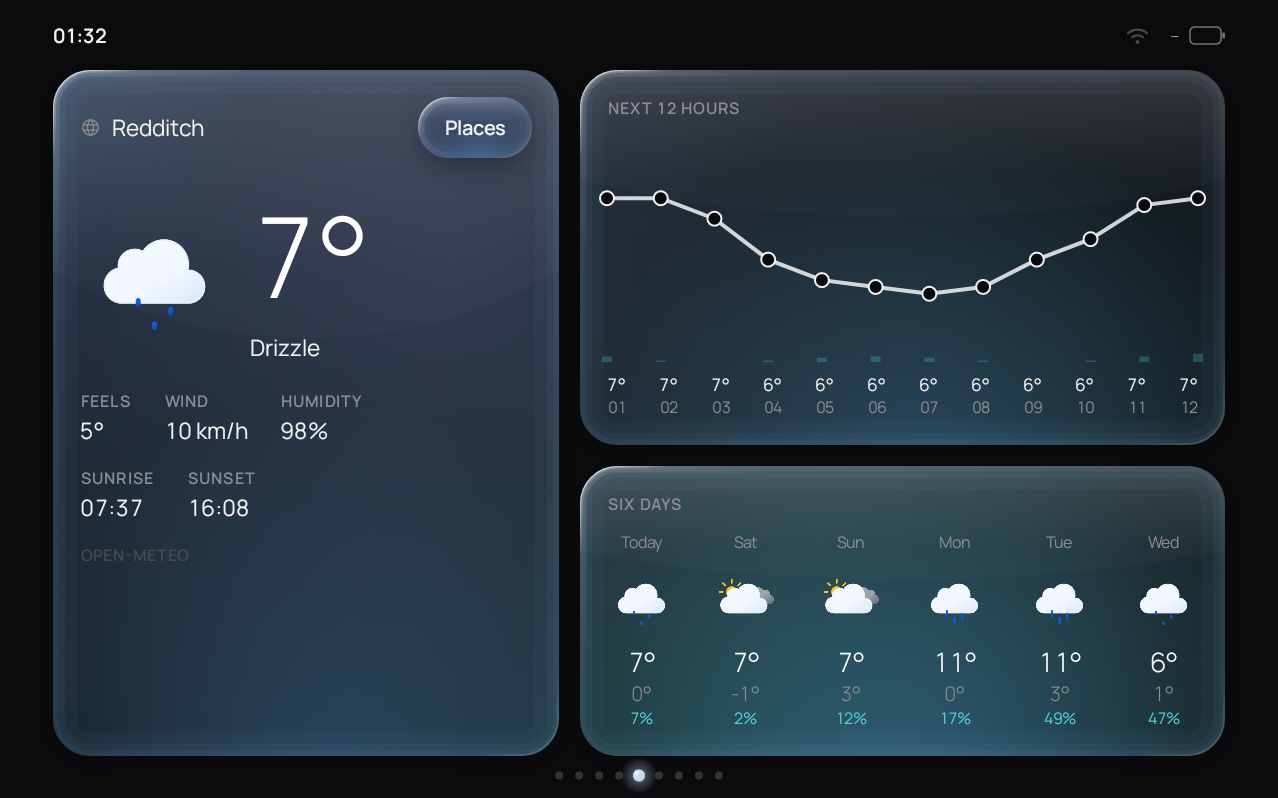 01:32
Redditch
Places
7°
Drizzle
FEELS WIND HUMIDITY
5° 10 km/h 98%
SUNRISE SUNSET
07:37 16:08
OPEN-METEO
NEXT 12 HOURS
7° 7° 7° 6° 6° 6° 6° 6° 6° 6° 7° 7°
01 02 03 04 05 06 07 08 09 10 11 12
SIX DAYS
Today Sat Sun Mon Tue Wed
7° 7° 7° 11° 11° 6°
0° -1° 3° 0° 3° 1°
7% 2% 12% 17% 49% 47%